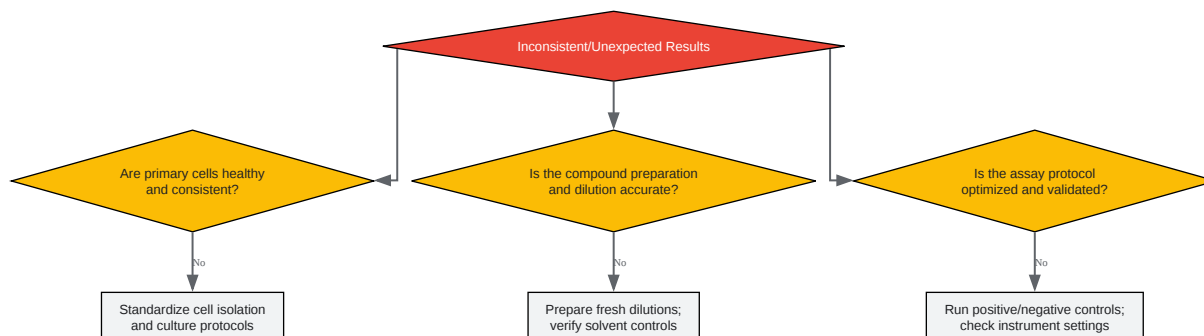 Inconsistent/Unexpected Results
Are primary cells healthy
and consistent?
Is the compound preparation
and dilution accurate?
Is the assay protocol
optimized and validated?
No
No
No
Standardize cell isolation
and culture protocols
Prepare fresh dilutions;
verify solvent controls
Run positive/negative controls;
check instrument settings